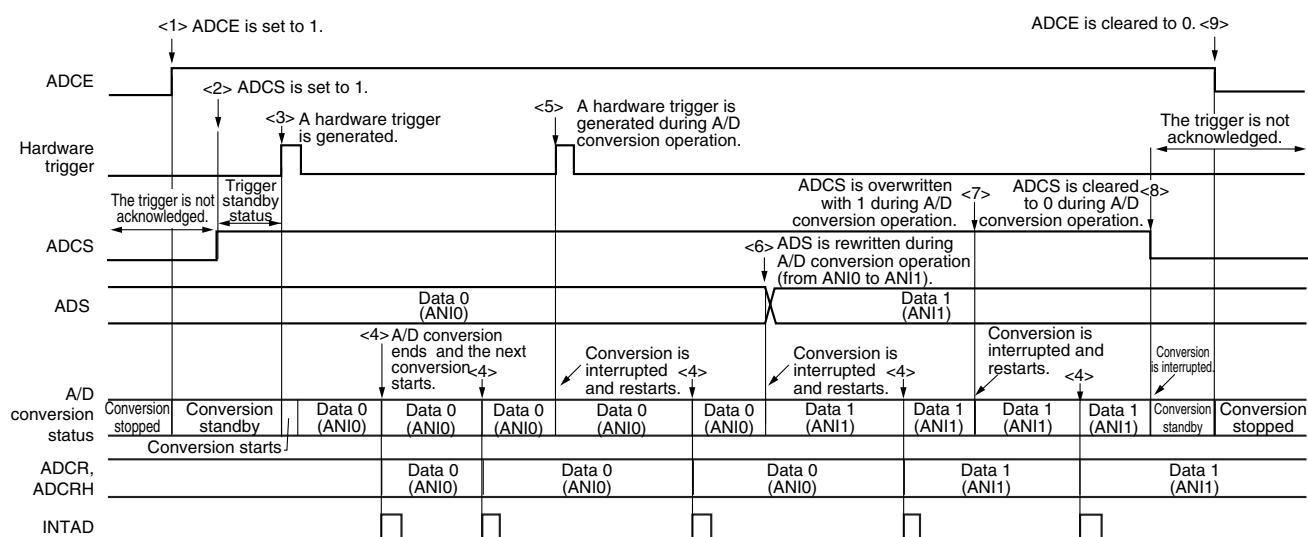 <1> ADCE is set to 1.
ADCE is cleared to 0. <9>
ADCE
<2> ADCS is set to 1.
<3> A hardware trigger
is generated.
<5> A hardware trigger is
generated during A/D
conversion operation.
The trigger is not
acknowledged.
Hardware
trigger
The trigger is not
acknowledged.
Trigger
standby
status
ADCS is overwritten
with 1 during A/D
conversion operation.
<7>
ADCS is cleared
to 0 during A/D
conversion operation.
<8>
ADCS
<6> ADS is rewritten during
A/D conversion operation
(from ANI0 to ANI1).
ADS
Data 0
(ANI0)
Data 1
(ANI1)
<4> A/D conversion
ends and the next
conversion
starts.
<4>
Conversion is
interrupted
and restarts.
<4>
Conversion is
interrupted
and restarts.
<4>
Conversion is
interrupted and
restarts.
<4>
Conversion
is interrupted.
A/D
conversion
status
Conversion
stopped
Conversion
standby
Conversion starts
Data 0
(ANI0)
Data 0
(ANI0)
Data 0
(ANI0)
Data 0
(ANI0)
Data 0
(ANI0)
Data 1
(ANI1)
Data 1
(ANI1)
Data 1
(ANI1)
Data 1
(ANI1)
Conversion
standby
Conversion
stopped
ADCR,
ADCRH
Data 0
(ANI0)
Data 0
(ANI0)
Data 0
(ANI0)
Data 1
(ANI1)
Data 1
(ANI1)
INTAD